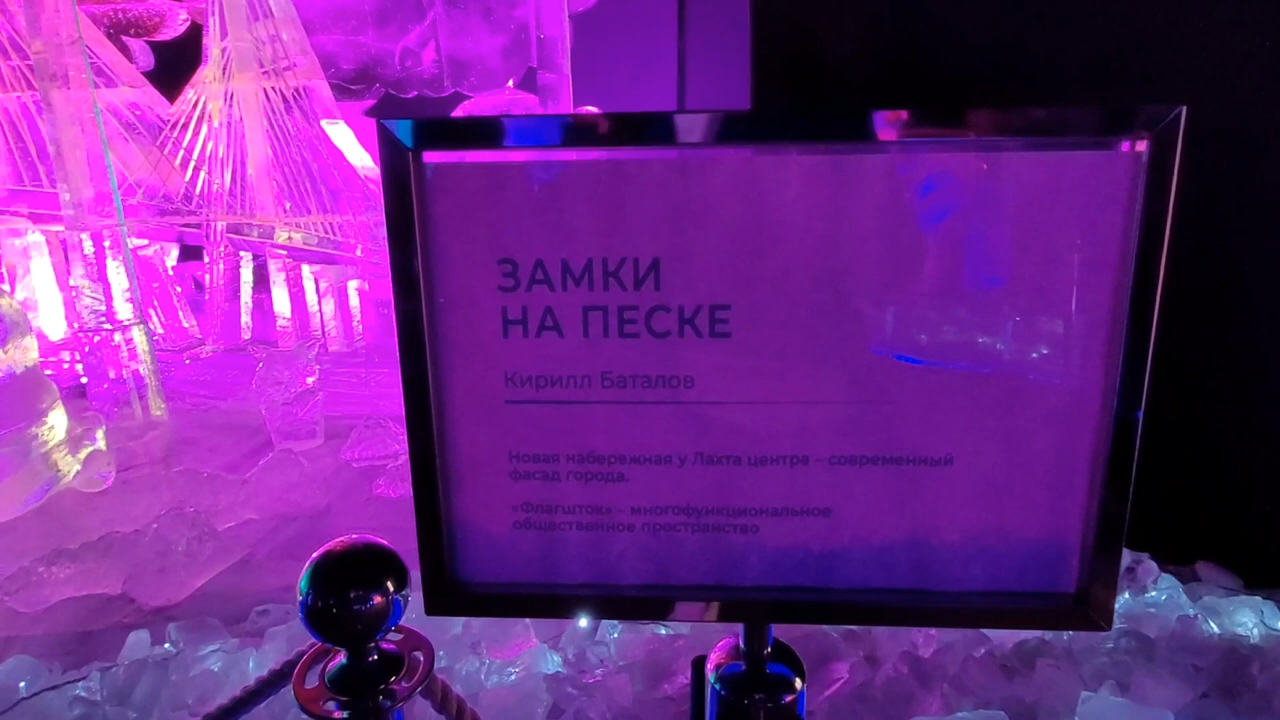 ЗАМКИ
НА ПЕСКЕ
Кирилл Баталов
Новая набережная у Лахта центра – современный
фасад города.
«Флагшток» – многофункциональное
общественное пространство